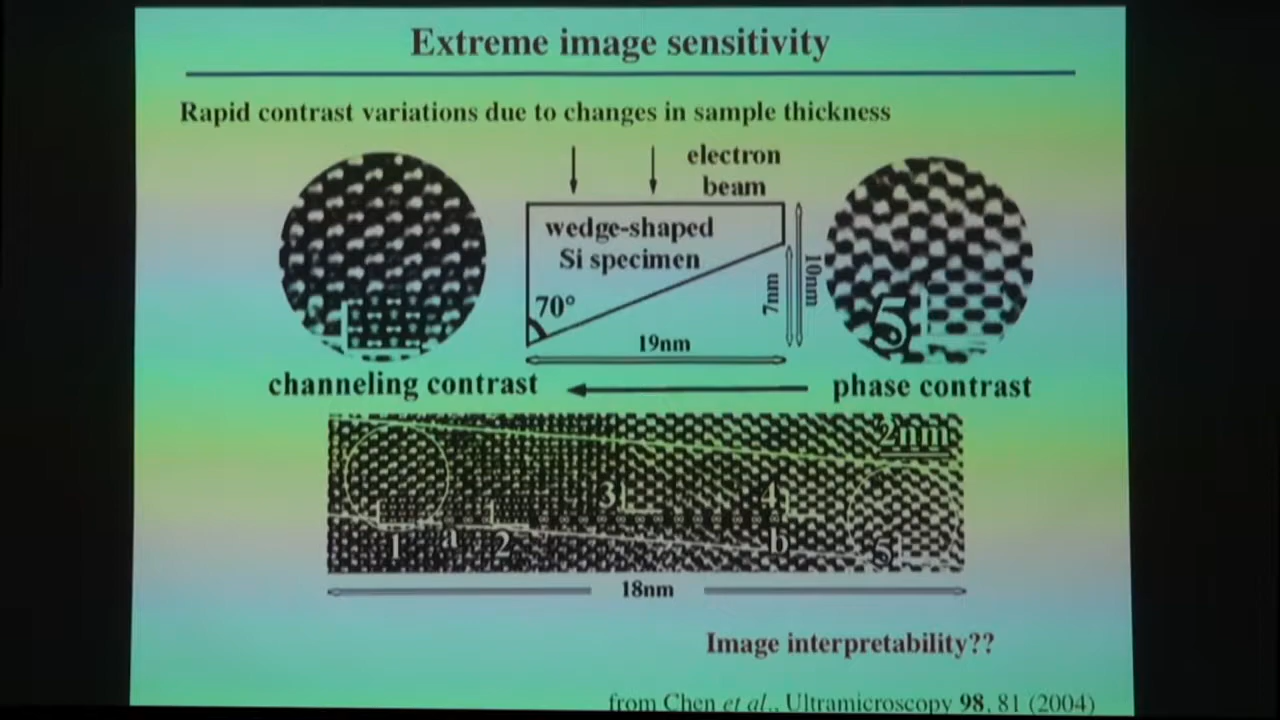 Extreme image sensitivity
Rapid contrast variations due to changes in sample thickness
electron
beam
wedge-shaped
Si specimen
70°
7nm
10nm
19nm
5
channeling contrast
phase contrast
2nm
3
4
1
a
2
b
5
18nm
Image interpretability??
from Chen et al., Ultramicroscopy 98, 81 (2004)